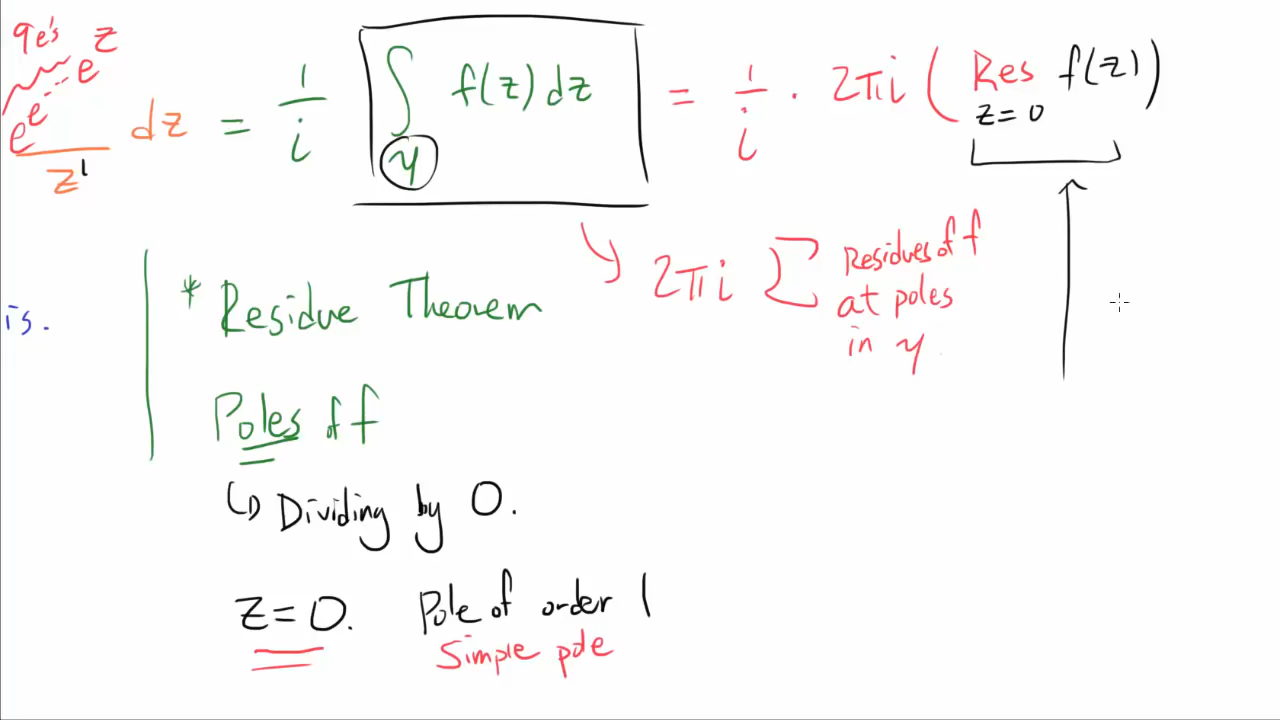 9e's
e^{e^{⋯^{e^{z}}}} / z^1 dz = 1/i ∫_γ f(z) dz = 1/i · 2πi ( Res_{z=0} f(z) )
2πi Σ Residues of f
at poles
in γ
* Residue Theorem
is.
Poles of f
↳ Dividing by 0.
z = 0. Pole of order 1
Simple pole